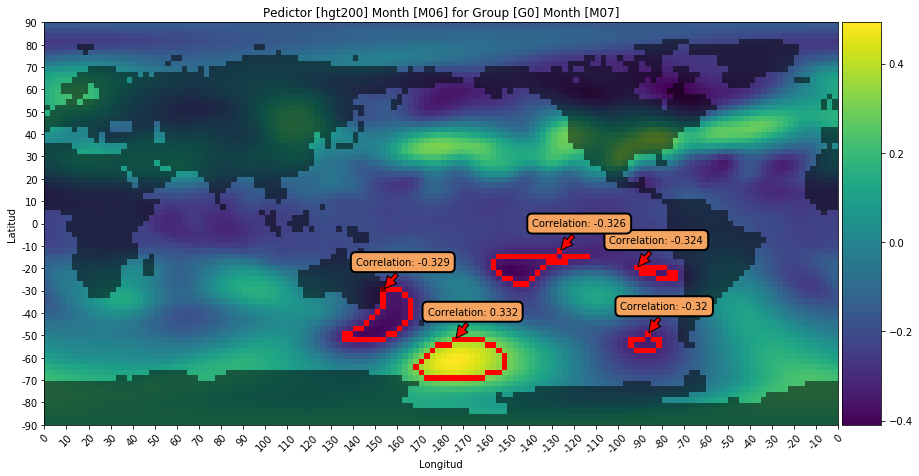 Pedictor [hgt200] Month [M06] for Group [G0] Month [M07]
90
80
70
60
50
40
30
20
10
0
-10
-20
-30
-40
-50
-60
-70
-80
-90
Latitud
Correlation: -0.326
Correlation: -0.324
Correlation: -0.329
Correlation: 0.332
Correlation: -0.32
0.4
0.2
0.0
−0.2
−0.4
0 10 20 30 40 50 60 70 80 90 100 110 120 130 140 150 160 170 -170 -160 -150 -140 -130 -120 -110 -100 -90 -80 -70 -60 -50 -40 -30 -20 -10 0
Longitud